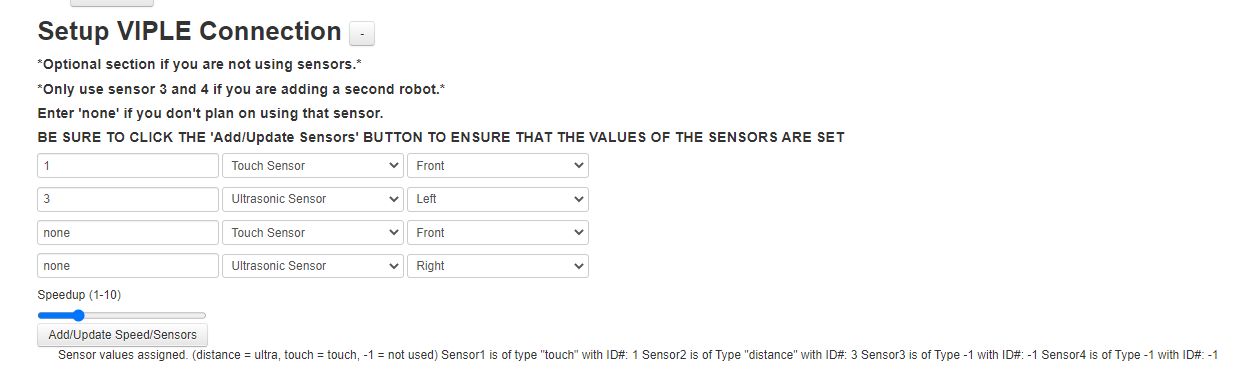 Setup VIPLE Connection -
*Optional section if you are not using sensors.*
*Only use sensor 3 and 4 if you are adding a second robot.*
Enter 'none' if you don't plan on using that sensor.
BE SURE TO CLICK THE 'Add/Update Sensors' BUTTON TO ENSURE THAT THE VALUES OF THE SENSORS ARE SET
1 Touch Sensor Front
3 Ultrasonic Sensor Left
none Touch Sensor Front
none Ultrasonic Sensor Right
Speedup (1-10)
Add/Update Speed/Sensors
Sensor values assigned. (distance = ultra, touch = touch, -1 = not used) Sensor1 is of type "touch" with ID#: 1 Sensor2 is of Type "distance" with ID#: 3 Sensor3 is of Type -1 with ID#: -1 Sensor4 is of Type -1 with ID#: -1